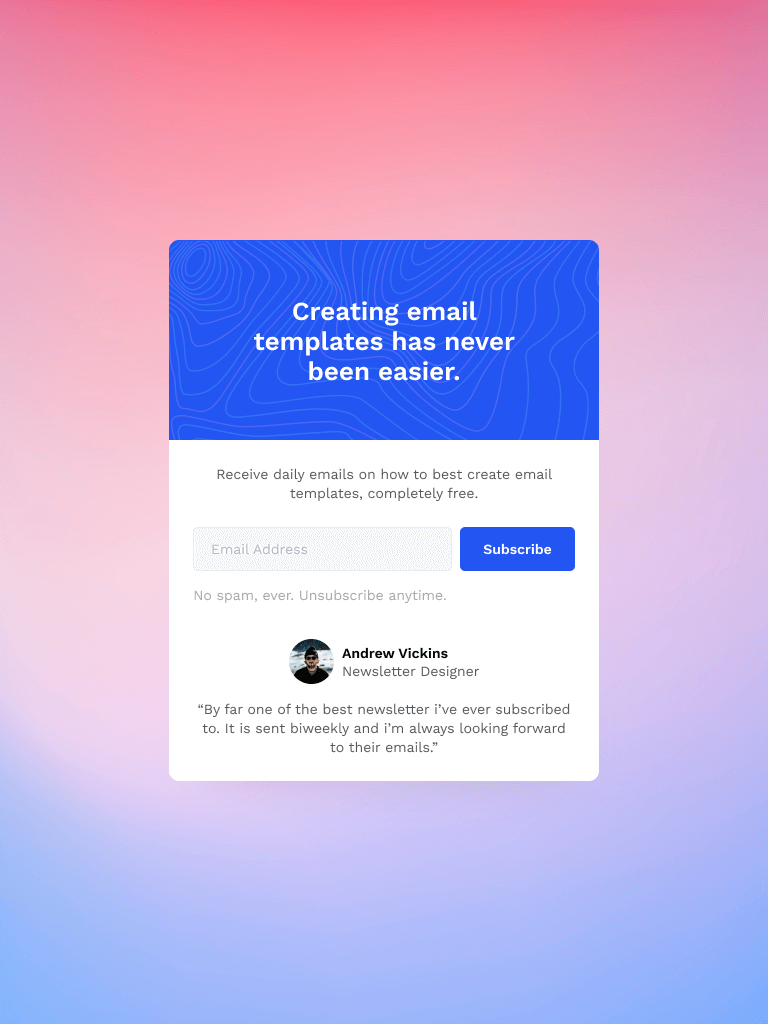 Creating email
templates has never
been easier.
Receive daily emails on how to best create email
templates, completely free.
Email Address
Subscribe
No spam, ever. Unsubscribe anytime.
Andrew Vickins
Newsletter Designer
“By far one of the best newsletter i’ve ever subscribed
to. It is sent biweekly and i’m always looking forward
to their emails.”